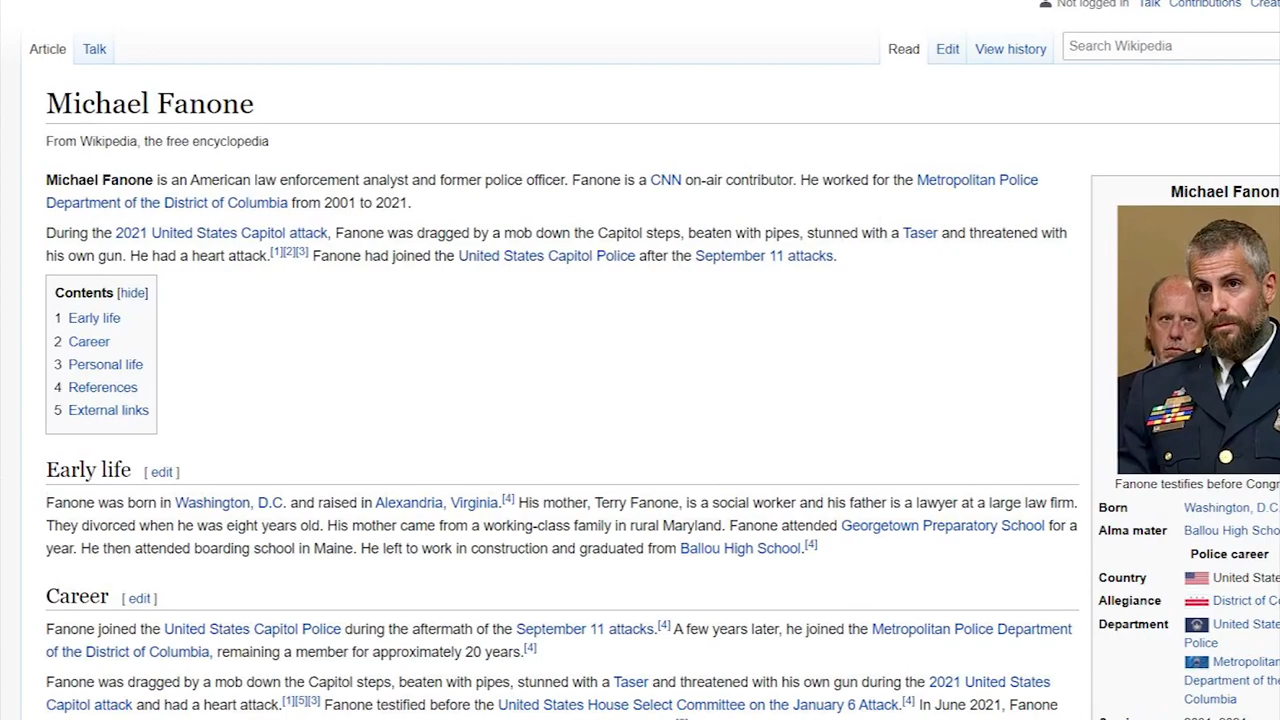 Not logged in Talk Contributions
Article Talk Read Edit View history Search Wikipedia
Michael Fanone
From Wikipedia, the free encyclopedia
Michael Fanone is an American law enforcement analyst and former police officer. Fanone is a CNN on-air contributor. He worked for the Metropolitan Police
Department of the District of Columbia from 2001 to 2021.
During the 2021 United States Capitol attack, Fanone was dragged by a mob down the Capitol steps, beaten with pipes, stunned with a Taser and threatened with
his own gun. He had a heart attack.[1][2][3] Fanone had joined the United States Capitol Police after the September 11 attacks.
Contents [hide]
1 Early life
2 Career
3 Personal life
4 References
5 External links
Early life [ edit ]
Fanone was born in Washington, D.C. and raised in Alexandria, Virginia.[4] His mother, Terry Fanone, is a social worker and his father is a lawyer at a large law firm.
They divorced when he was eight years old. His mother came from a working-class family in rural Maryland. Fanone attended Georgetown Preparatory School for a
year. He then attended boarding school in Maine. He left to work in construction and graduated from Ballou High School.[4]
Career [ edit ]
Fanone joined the United States Capitol Police during the aftermath of the September 11 attacks.[4] A few years later, he joined the Metropolitan Police Department
of the District of Columbia, remaining a member for approximately 20 years.[4]
Fanone was dragged by a mob down the Capitol steps, beaten with pipes, stunned with a Taser and threatened with his own gun during the 2021 United States
Capitol attack and had a heart attack.[1][5][3] Fanone testified before the United States House Select Committee on the January 6 Attack.[4] In June 2021, Fanone
Michael Fanon
Fanone testifies before Congr
Born Washington, D.C.
Alma mater Ballou High Scho
Police career
Country United State
Allegiance District of Co
Department United State
Police
Metropolitan
Department of the
Columbia